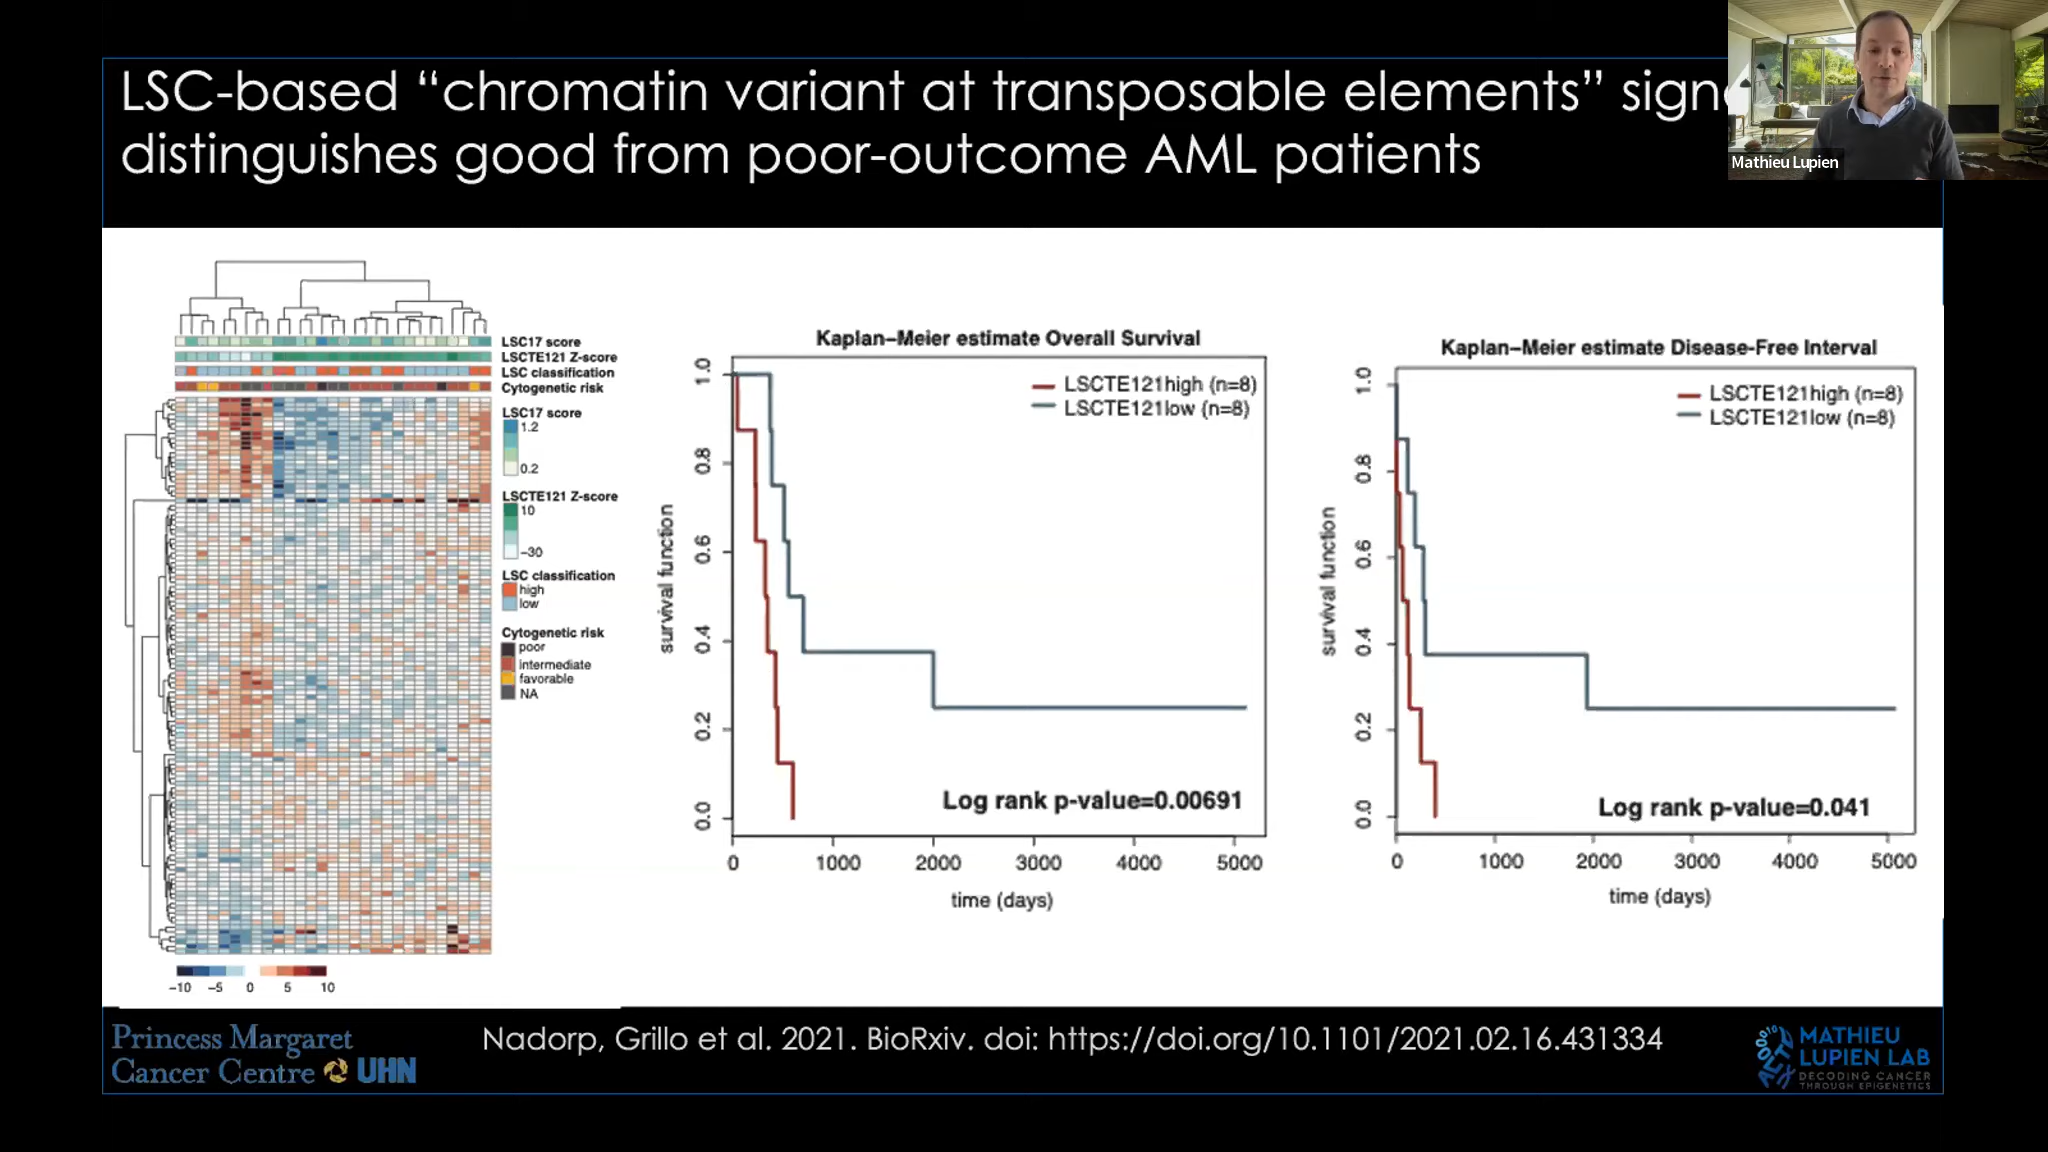 LSC-based “chromatin variant at transposable elements”
distinguishes good from poor-outcome AML patients
Mathieu Lupien
LSC17 score
LSCTE121 Z-score
LSC classification
Cytogenetic risk
LSC17 score
1.2
0.2
LSCTE121 Z-score
10
−30
LSC classification
high
low
Cytogenetic risk
poor
intermediate
favorable
NA
−10 −5 0 5 10
Kaplan−Meier estimate Overall Survival
LSCTE121high (n=8)
LSCTE121low (n=8)
survival function
1.0
0.8
0.6
0.4
0.2
0.0
Log rank p-value=0.00691
0 1000 2000 3000 4000 5000
time (days)
Kaplan−Meier estimate Disease-Free Interval
LSCTE121high (n=8)
LSCTE121low (n=8)
survival function
1.0
0.8
0.6
0.4
0.2
0.0
Log rank p-value=0.041
0 1000 2000 3000 4000 5000
time (days)
Princess Margaret
Cancer Centre UHN
Nadorp, Grillo et al. 2021. BioRxiv. doi: https://doi.org/10.1101/2021.02.16.431334
MATHIEU
LUPIEN LAB
DECODING CANCER
THROUGH EPIGENETICS